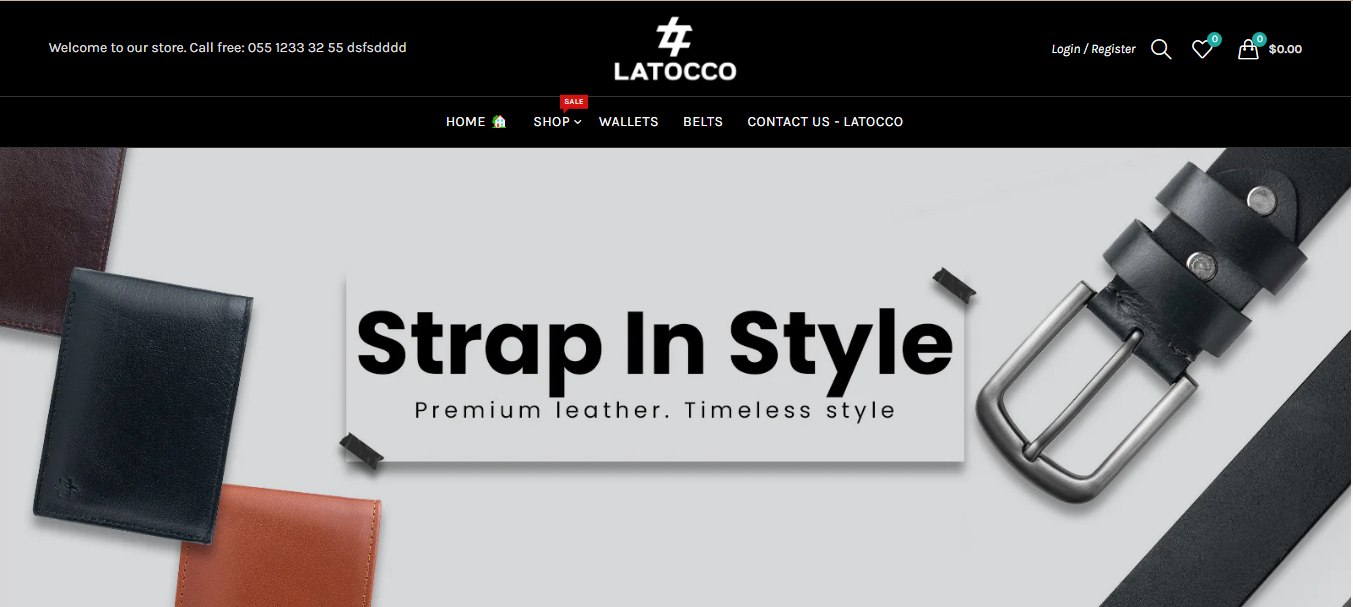 Welcome to our store. Call free: 055 1233 32 55 dsfsdddd
LATOCCO
Login / Register
0
0
$0.00
SALE
HOME 🏠 SHOP WALLETS BELTS CONTACT US - LATOCCO
Strap In Style
Premium leather. Timeless style